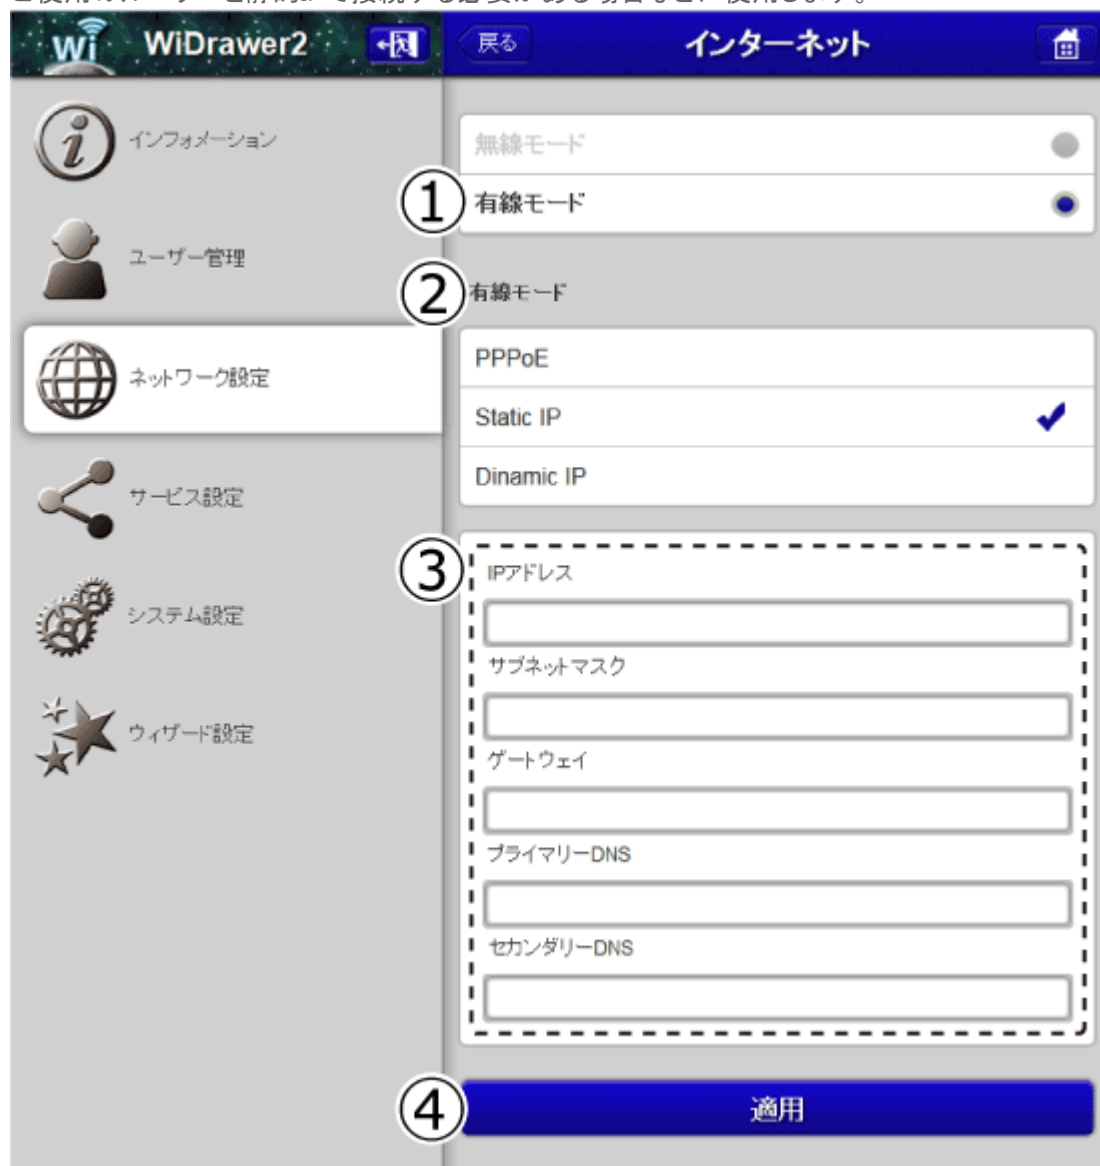 WiDrawer2
戻る
インターネット
インフォメーション
ユーザー管理
ネットワーク設定
サービス設定
システム設定
ウィザード設定
無線モード
① 有線モード
② 有線モード
PPPoE
Static IP
Dinamic IP
③ IPアドレス
サブネットマスク
ゲートウェイ
プライマリーDNS
セカンダリーDNS
④ 適用